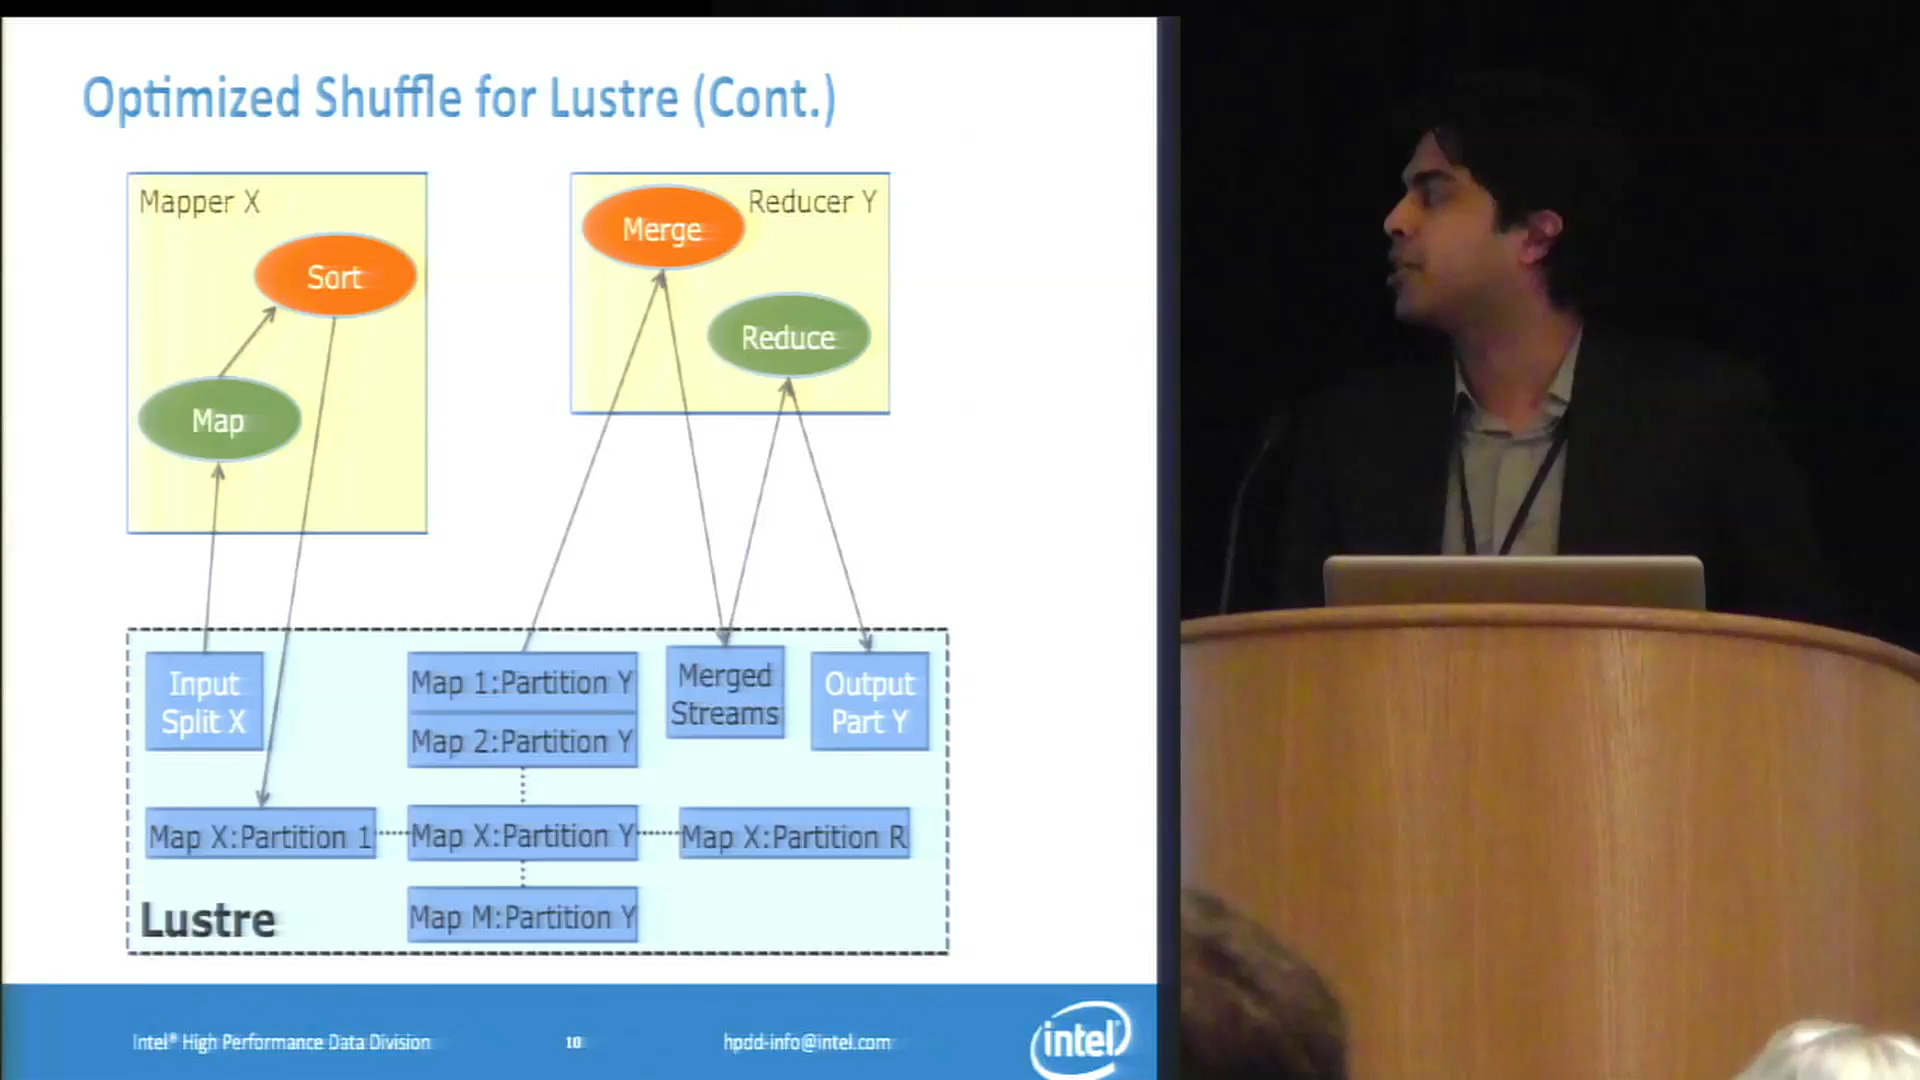 Optimized Shuffle for Lustre (Cont.)
Mapper X
Sort
Map
Merge
Reducer Y
Reduce
Input
Split X
Map 1:Partition Y
Map 2:Partition Y
Merged
Streams
Output
Part Y
Map X:Partition 1
Map X:Partition Y
Map X:Partition R
Map M:Partition Y
Lustre
Intel® High Performance Data Division
10
hpdd-info@intel.com
intel